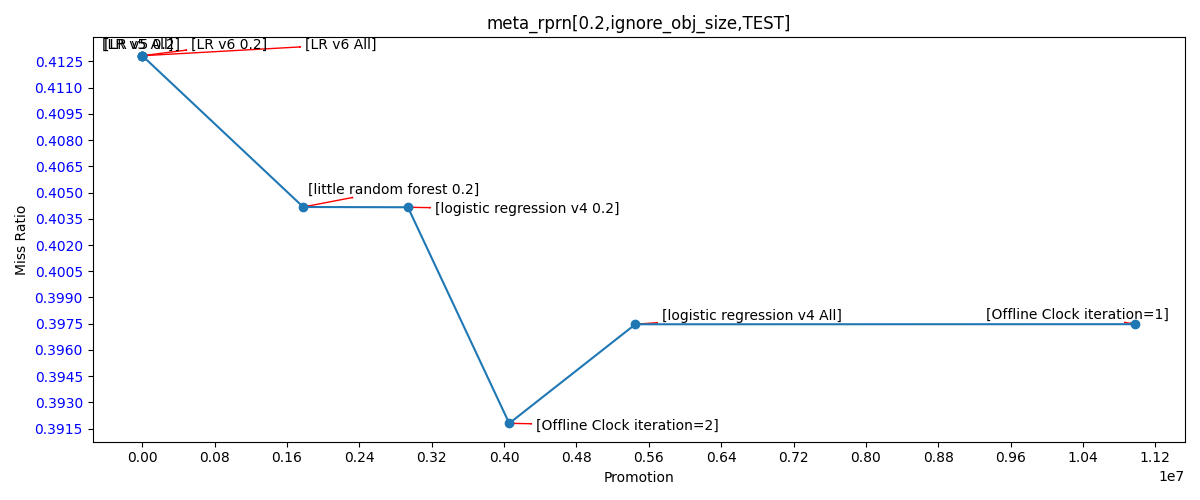 meta_rprn[0.2,ignore_obj_size,TEST]
[LR v6 0.2]
[LR v6 All]
0.4125
0.4110
0.4095
0.4080
0.4065
0.4050
0.4035
0.4020
0.4005
0.3990
0.3975
0.3960
0.3945
0.3930
0.3915
Miss Ratio
[little random forest 0.2]
[logistic regression v4 0.2]
[logistic regression v4 All]
[Offline Clock iteration=1]
[Offline Clock iteration=2]
0.00 0.08 0.16 0.24 0.32 0.40 0.48 0.56 0.64 0.72 0.80 0.88 0.96 1.04 1.12
1e7
Promotion